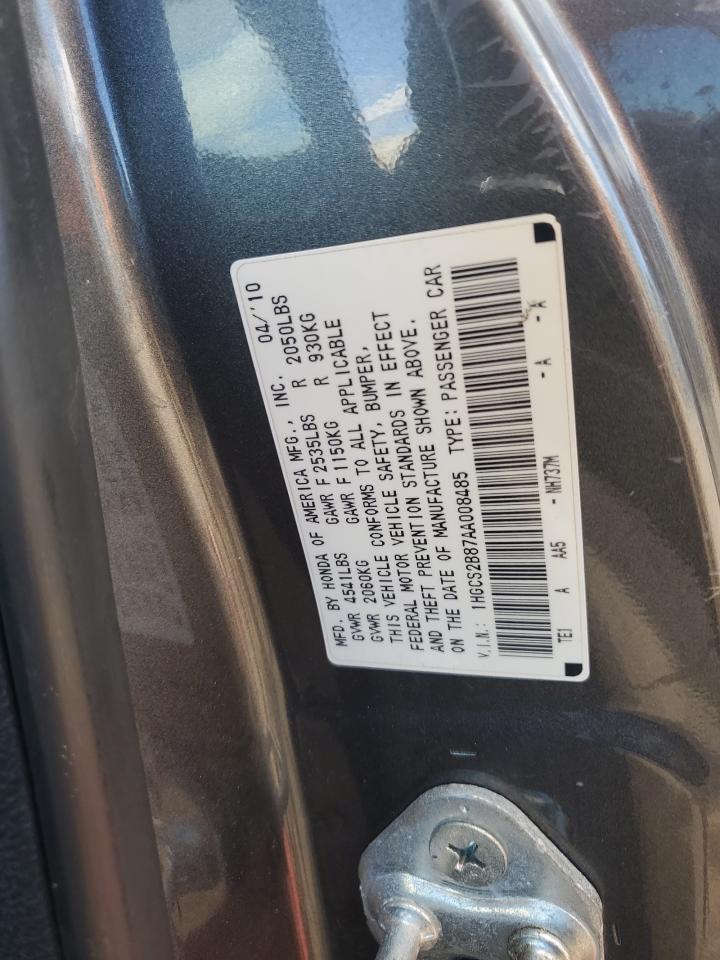 MFD. BY HONDA OF AMERICA MFG., INC. 04/'10
GVWR 4541LBS GAWR F 2535LBS R 2050LBS
GVWR 2060KG GAWR F 1150KG R 930KG
THIS VEHICLE CONFORMS TO ALL APPLICABLE
FEDERAL MOTOR VEHICLE SAFETY, BUMPER,
AND THEFT PREVENTION STANDARDS IN EFFECT
ON THE DATE OF MANUFACTURE SHOWN ABOVE.
V.I.N.: 1HGCS2B87AA008485 TYPE: PASSENGER CAR
TE1 A AA5 - NH737M - A - A